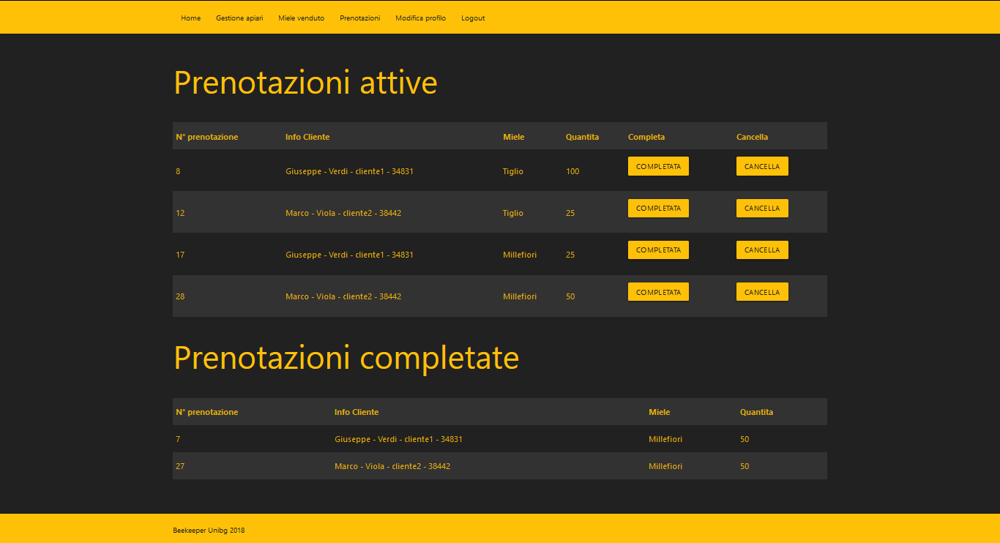 Home Gestione apiari Miele venduto Prenotazioni Modifica profilo Logout
Prenotazioni attive
N° prenotazione Info Cliente Miele Quantita Completa Cancella
8 Giuseppe - Verdi - cliente1 - 34831 Tiglio 100 COMPLETATA CANCELLA
12 Marco - Viola - cliente2 - 38442 Tiglio 25 COMPLETATA CANCELLA
17 Giuseppe - Verdi - cliente1 - 34831 Millefiori 25 COMPLETATA CANCELLA
28 Marco - Viola - cliente2 - 38442 Millefiori 50 COMPLETATA CANCELLA
Prenotazioni completate
N° prenotazione Info Cliente Miele Quantita
7 Giuseppe - Verdi - cliente1 - 34831 Millefiori 50
27 Marco - Viola - cliente2 - 38442 Millefiori 50
Beekeeper Unibg 2018